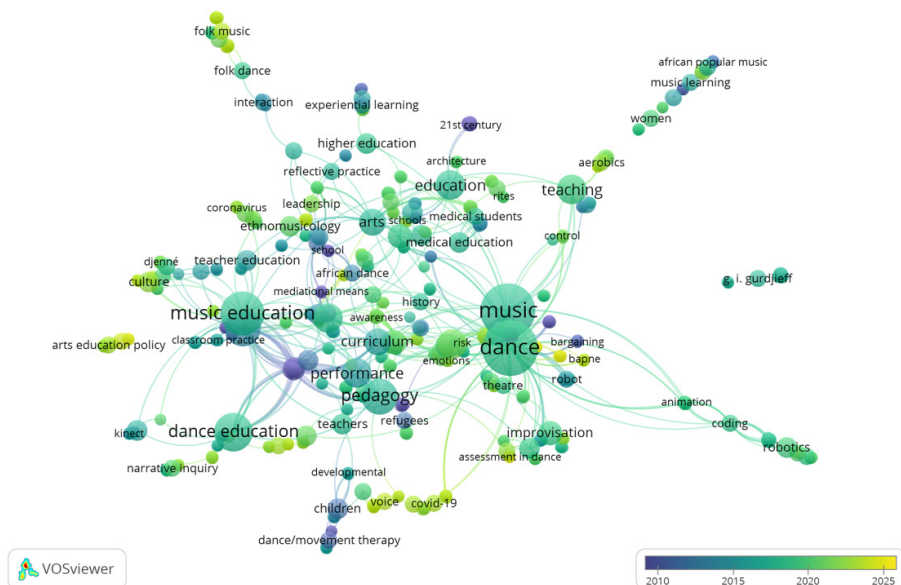 folk music
folk dance
african popular music
music learning
interaction
experiential learning
women
21st century
higher education
architecture
aerobics
reflective practice
education
teaching
rites
leadership
coronavirus
arts
schools
medical students
ethnomusicology
control
medical education
school
djenné
teacher education
african dance
culture
g. i. gurdjieff
mediational means
history
music education
music
awareness
classroom practice
curriculum
risk
bargaining
arts education policy
dance
emotions
bapne
performance
robot
theatre
pedagogy
animation
refugees
teachers
coding
kinect
dance education
improvisation
robotics
assessment in dance
narrative inquiry
developmental
children
voice
covid-19
dance/movement therapy
VOSviewer
2010
2015
2020
2025